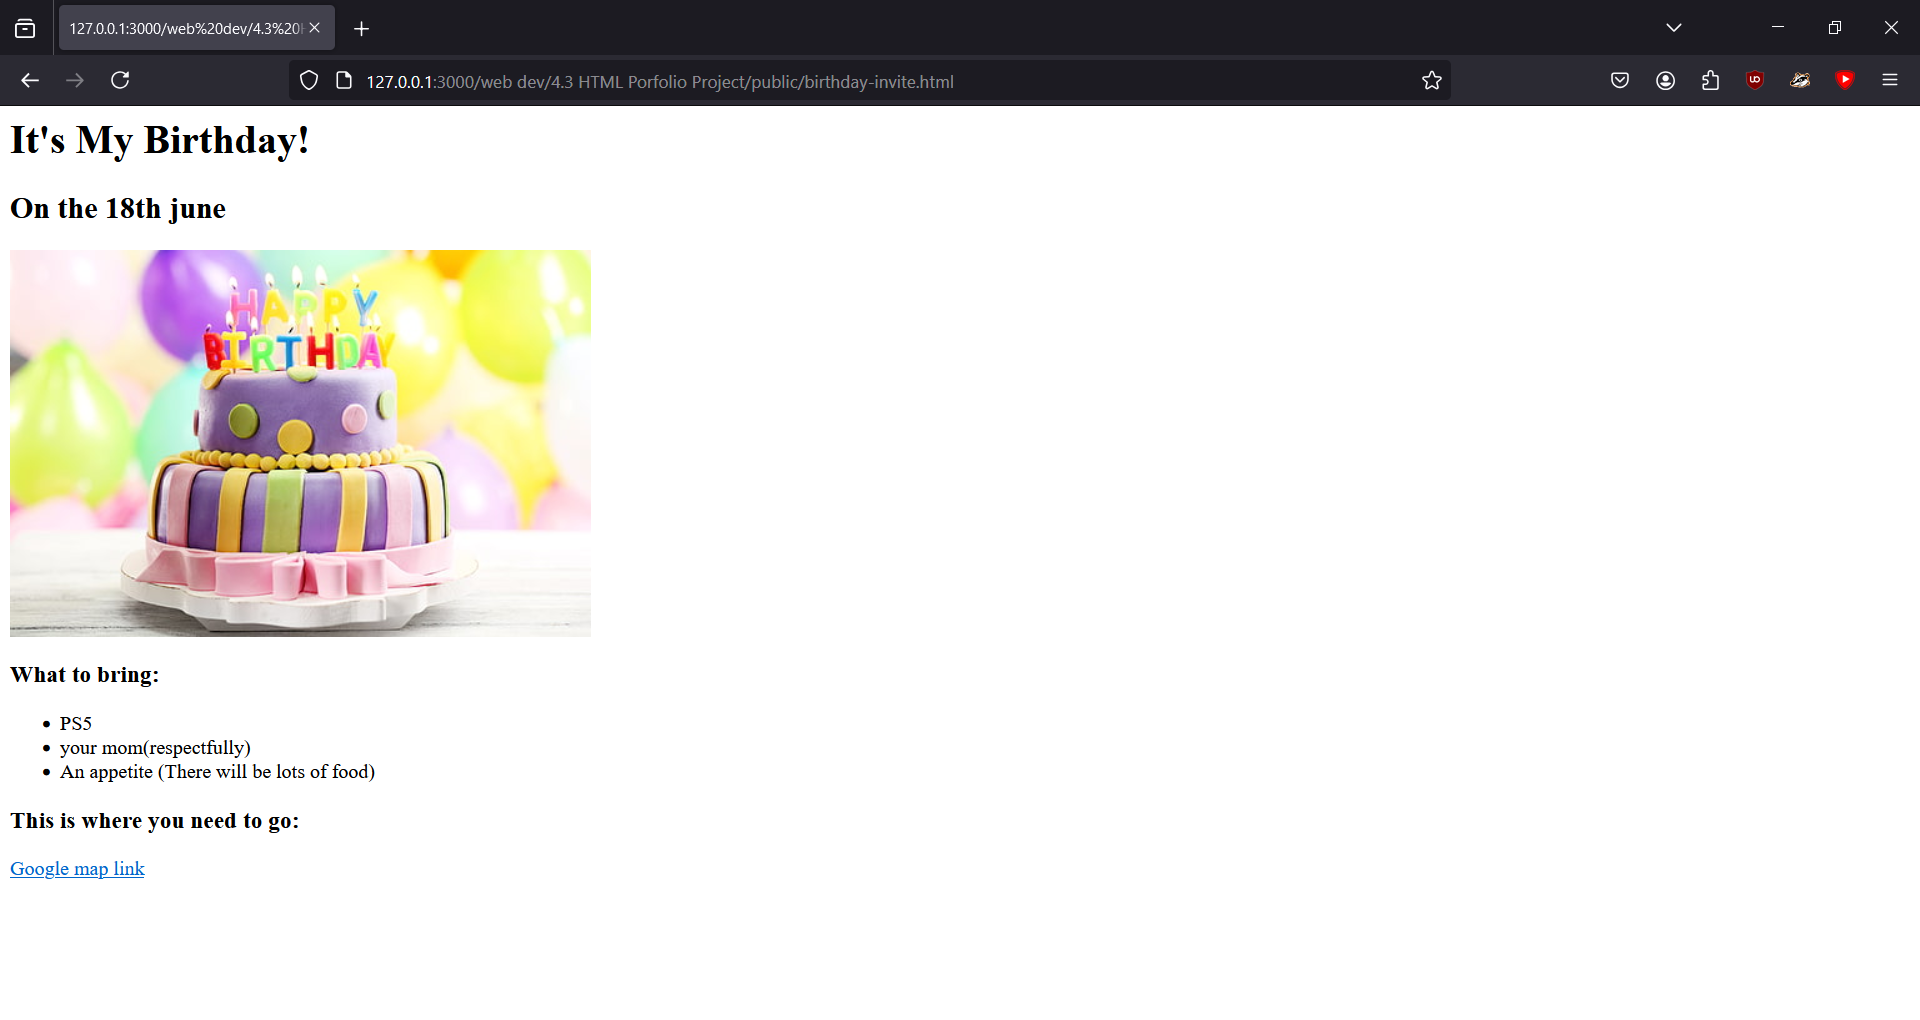 127.0.0.1:3000/web%20dev/4.3%20
127.0.0.1:3000/web dev/4.3 HTML Porfolio Project/public/birthday-invite.html
It's My Birthday!
On the 18th june
HAPPY
BIRTHDAY
What to bring:
PS5
your mom(respectfully)
An appetite (There will be lots of food)
This is where you need to go:
Google map link